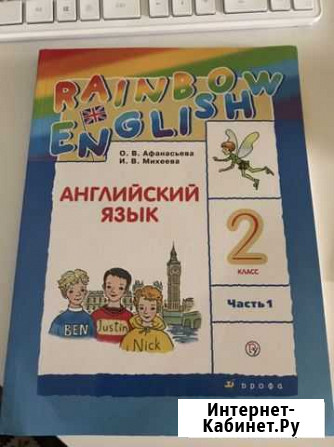 RAINBOW
ENGLISH
О. В. Афанасьева
И. В. Михеева
АНГЛИЙСКИЙ
ЯЗЫК
2
КЛАСС
Часть 1
BEN
Justin
Nick
дрофа
Интернет-
Кабинет.Ру